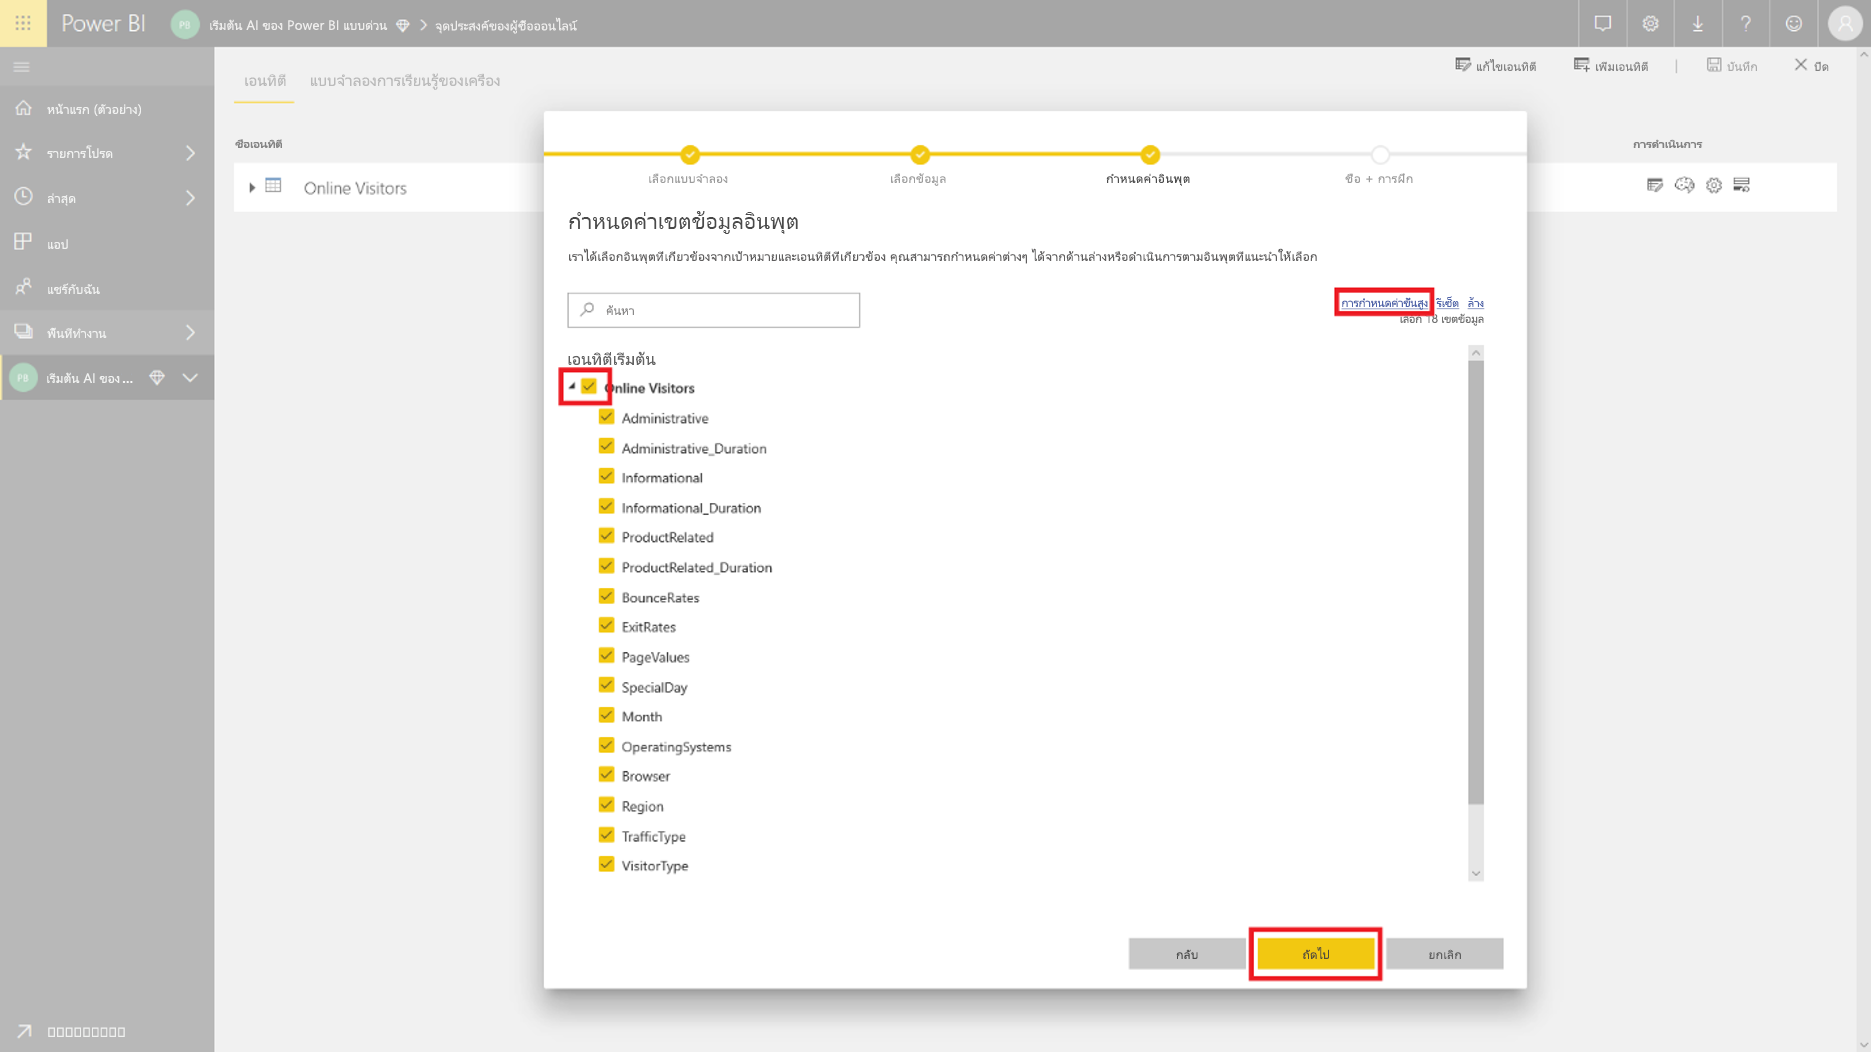 Power BI
PB เริ่มต้น AI ของ Power BI แบบด่วน
จุดประสงค์ของผู้ซื้อออนไลน์
เอนทิตี
แบบจำลองการเรียนรู้ของเครื่อง
แก้ไขเอนทิตี
เพิ่มเอนทิตี
บันทึก
ปิด
หน้าแรก (ตัวอย่าง)
รายการโปรด
ล่าสุด
แอป
แชร์กับฉัน
พื้นที่ทำงาน
PB เริ่มต้น AI ของ ...
ชื่อเอนทิตี
การดำเนินการ
Online Visitors
เลือกแบบจำลอง
เลือกข้อมูล
กำหนดค่าอินพุต
ชื่อ + การฝึก
กำหนดค่าเขตข้อมูลอินพุต
เราได้เลือกอินพุตที่เกี่ยวข้องจากเป้าหมายและเอนทิตีที่เกี่ยวข้อง คุณสามารถกำหนดค่าต่างๆ ได้จากด้านล่างหรือดำเนินการตามอินพุตที่แนะนำให้เลือก
ค้นหา
การกำหนดค่าขั้นสูง รีเซ็ต ล้าง
เลือก 18 เขตข้อมูล
เอนทิตีเริ่มต้น
Online Visitors
Administrative
Administrative_Duration
Informational
Informational_Duration
ProductRelated
ProductRelated_Duration
BounceRates
ExitRates
PageValues
SpecialDay
Month
OperatingSystems
Browser
Region
TrafficType
VisitorType
กลับ
ถัดไป
ยกเลิก